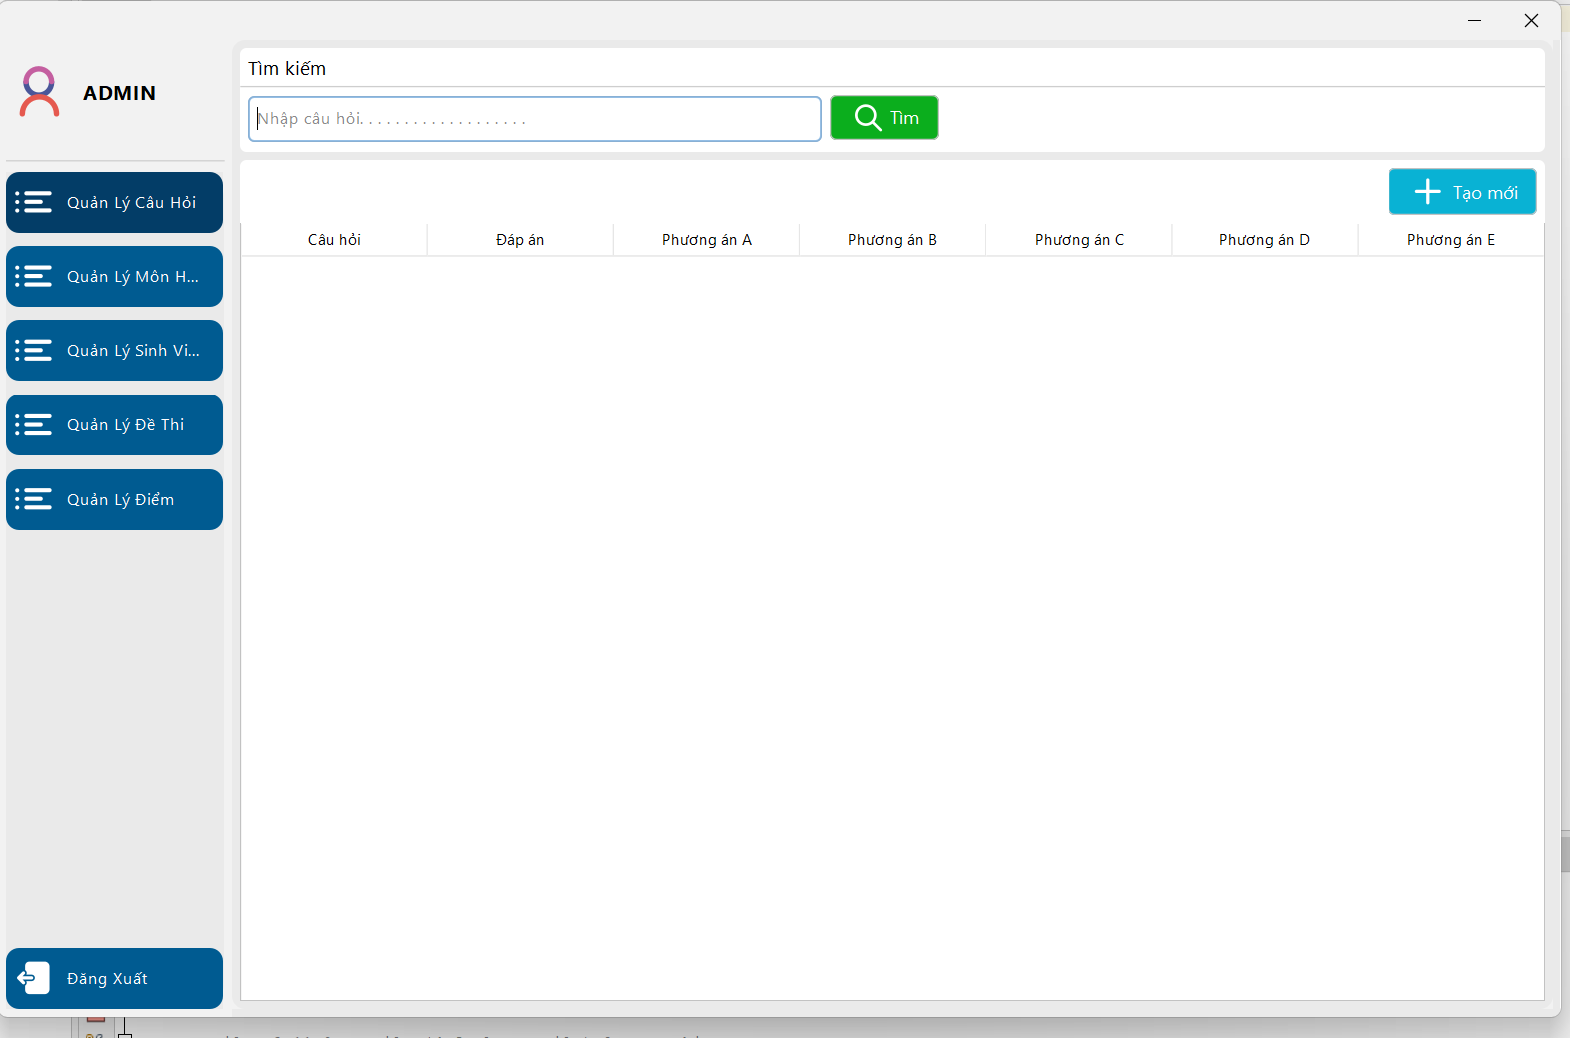 ADMIN
Quản Lý Câu Hỏi
Quản Lý Môn H...
Quản Lý Sinh Vi...
Quản Lý Đề Thi
Quản Lý Điểm
Đăng Xuất
Tìm kiếm
Nhập câu hỏi. . . . . . . . . . . . . . . . . . .
Tìm
Tạo mới
Câu hỏi Đáp án Phương án A Phương án B Phương án C Phương án D Phương án E